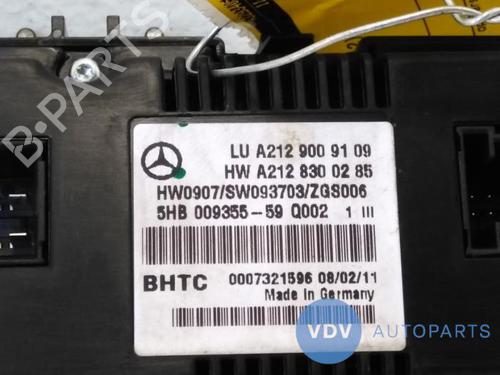 LU A212 900 91 09
HW A212 830 02 85
HW0907/SW093703/ZGS006
5HB 009355-59 Q002 1 III
BHTC 0007321596 08/02/11
Made in Germany
B-PARTS
VDV AUTOPARTS